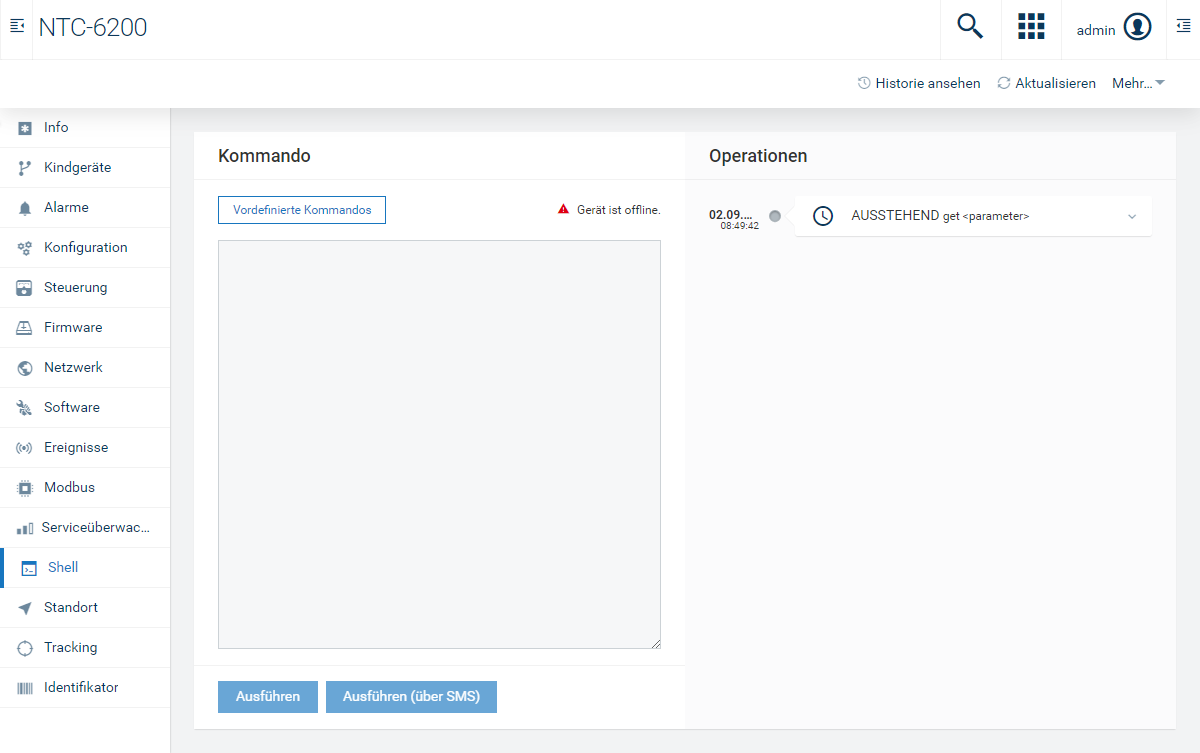 NTC-6200
admin
Historie ansehen
Aktualisieren
Mehr...
Info
Kindgeräte
Alarme
Konfiguration
Steuerung
Firmware
Netzwerk
Software
Ereignisse
Modbus
Serviceüberwac...
Shell
Standort
Tracking
Identifikator
Kommando
Vordefinierte Kommandos
Gerät ist offline.
Ausführen
Ausführen (über SMS)
Operationen
02.09....
08:49:42
AUSSTEHEND get <parameter>